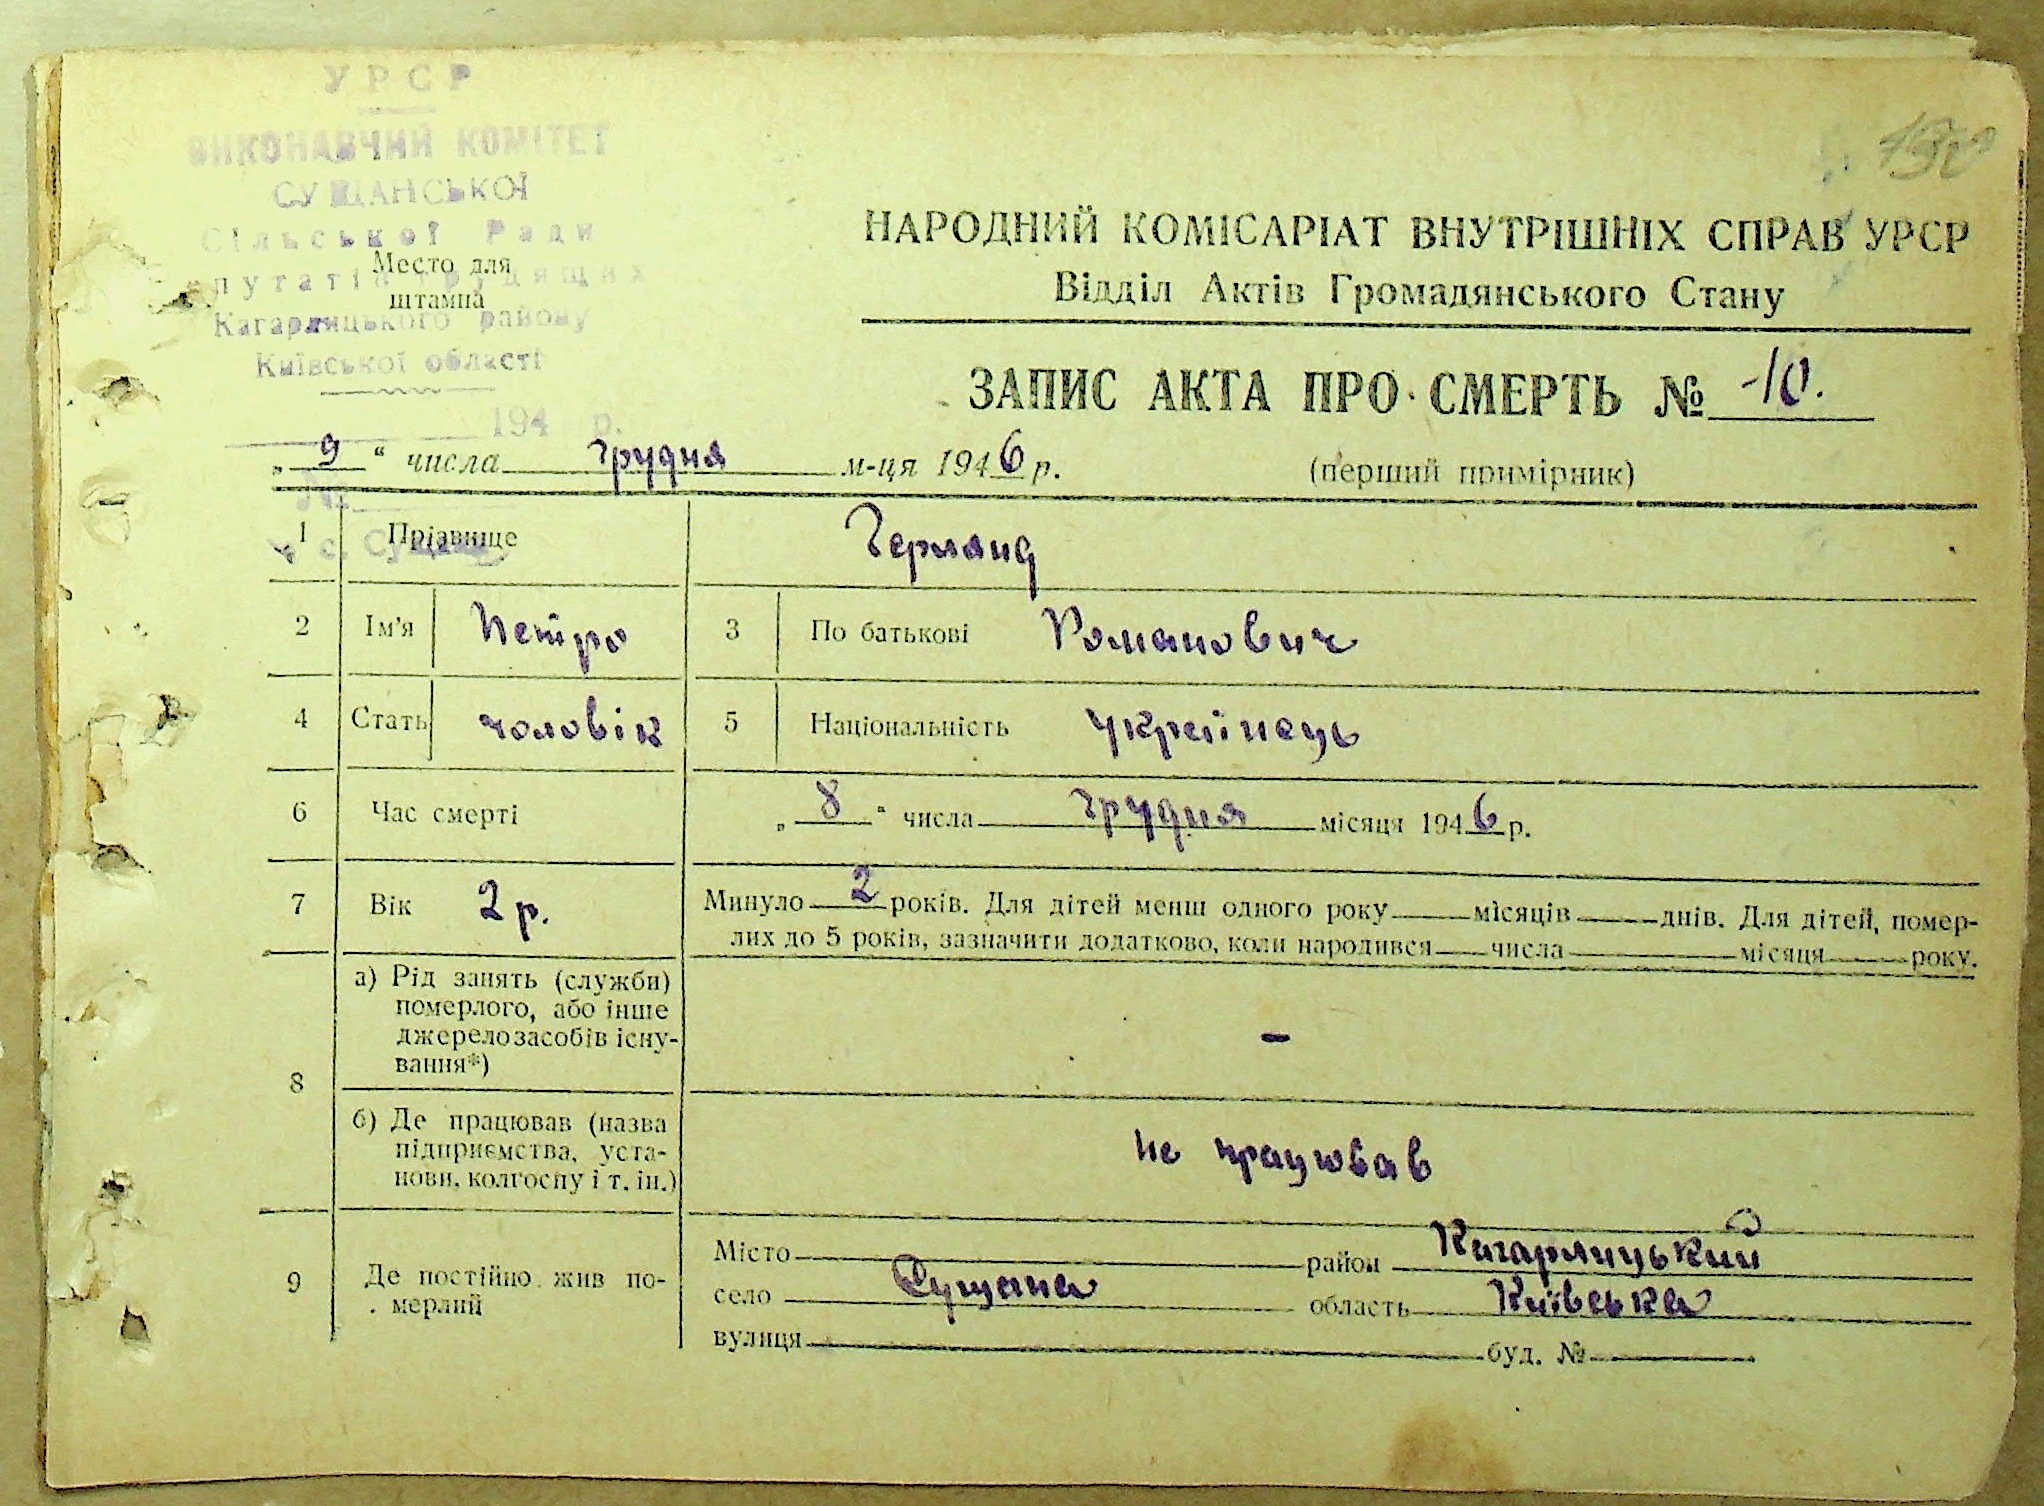 УРСР
ВИКОНАВЧИЙ КОМІТЕТ
СУЩАНСЬКОЇ
Сільської Ради
путатів трудящих
Место для
штампа
Кагарлицького району
Київської області
194 р.
НАРОДНИЙ КОМІСАРІАТ ВНУТРІШНІХ СПРАВ УРСР
Відділ Актів Громадянського Стану
ЗАПИС АКТА ПРО СМЕРТЬ № 10.
„9“ числа грудня м-ця 1946 р.
(перший примірник)
1 Прізвище
2 Ім'я Петро 3 По батькові Романович
4 Стать чоловік 5 Національність українець
6 Час смерті „8“ числа грудня місяця 1946 р.
7 Вік 2 р. Минуло 2 років. Для дітей менш одного року місяців днів. Для дітей, помер-
лих до 5 років, зазначити додатково, коли народився числа місяця року.
8 а) Рід занять (служби)
померлого, або інше
джерело засобів існу-
вання*) -
б) Де працював (назва
підприємства, уста-
нови, колгоспу і т. ін.) не працював
9 Де постійно жив по-
мерлий
Місто район Кагарлицький
село Сущана область Київська
вулиця буд. №